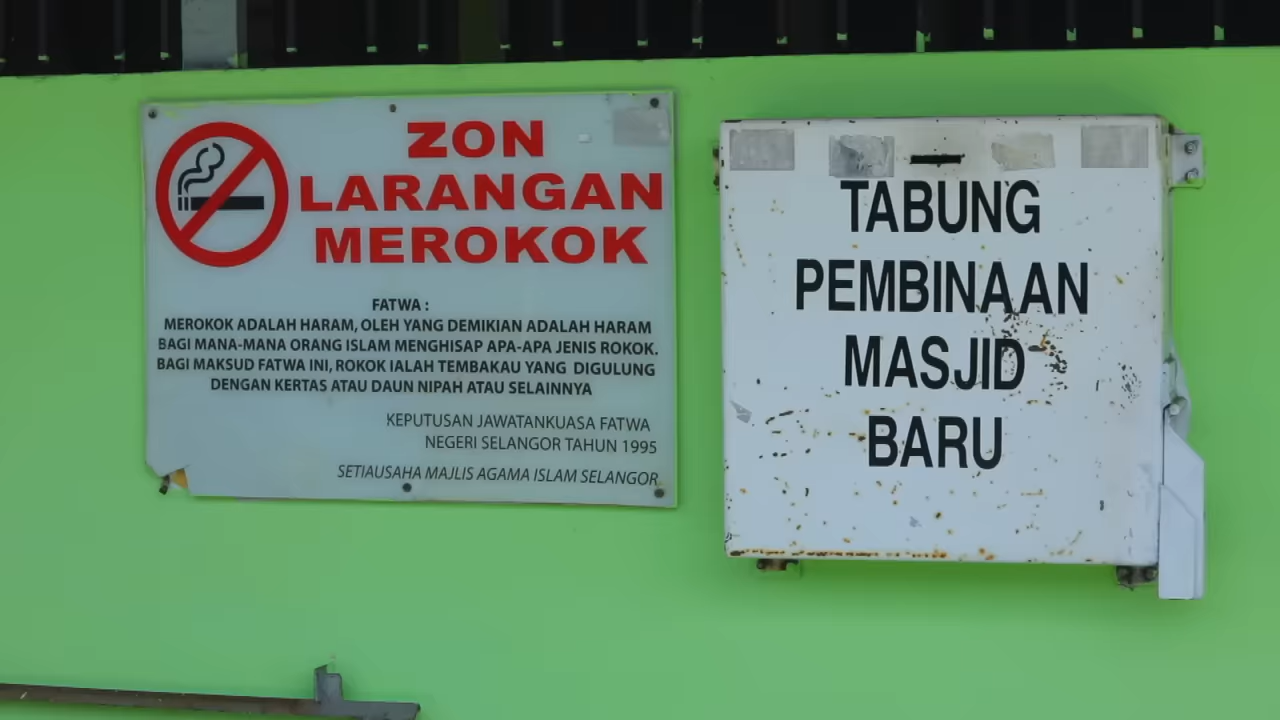 ZON
LARANGAN
MEROKOK
FATWA :
MEROKOK ADALAH HARAM, OLEH YANG DEMIKIAN ADALAH HARAM
BAGI MANA-MANA ORANG ISLAM MENGHISAP APA-APA JENIS ROKOK.
BAGI MAKSUD FATWA INI, ROKOK IALAH TEMBAKAU YANG DIGULUNG
DENGAN KERTAS ATAU DAUN NIPAH ATAU SELAINNYA
KEPUTUSAN JAWATANKUASA FATWA
NEGERI SELANGOR TAHUN 1995
SETIAUSAHA MAJLIS AGAMA ISLAM SELANGOR
TABUNG
PEMBINAAN
MASJID
BARU